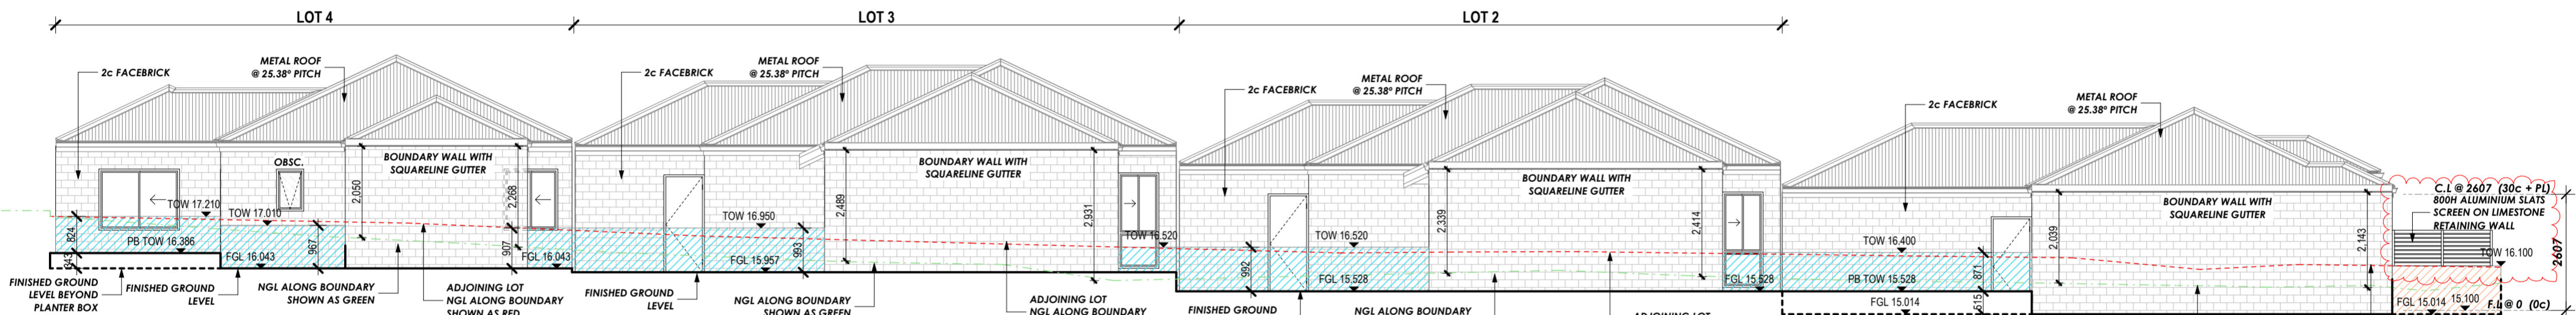 LOT 4
LOT 3
LOT 2
2c FACEBRICK
METAL ROOF
@ 25.38° PITCH
OBSC.
BOUNDARY WALL WITH
SQUARELINE GUTTER
2,050
2,268
TOW 17.210
TOW 17.010
824
PB TOW 16.386
343
FGL 16.043
967
907
FGL 16.043
FINISHED GROUND
LEVEL BEYOND
PLANTER BOX
FINISHED GROUND
LEVEL
NGL ALONG BOUNDARY
SHOWN AS GREEN
ADJOINING LOT
NGL ALONG BOUNDARY
SHOWN AS RED
2c FACEBRICK
METAL ROOF
@ 25.38° PITCH
BOUNDARY WALL WITH
SQUARELINE GUTTER
2,489
2,931
TOW 16.950
FGL 15.957
993
TOW 16.520
FINISHED GROUND
LEVEL
NGL ALONG BOUNDARY
SHOWN AS GREEN
ADJOINING LOT
NGL ALONG BOUNDARY
2c FACEBRICK
METAL ROOF
@ 25.38° PITCH
BOUNDARY WALL WITH
SQUARELINE GUTTER
2,339
2,414
992
TOW 16.520
FGL 15.528
FGL 15.528
FINISHED GROUND
NGL ALONG BOUNDARY
ADJOINING LOT
2c FACEBRICK
METAL ROOF
@ 25.38° PITCH
BOUNDARY WALL WITH
SQUARELINE GUTTER
2,039
2,143
TOW 16.400
PB TOW 15.528
871
FGL 15.014
515
C.L @ 2607 (30c + PL)
800H ALUMINIUM SLATS
SCREEN ON LIMESTONE
RETAINING WALL
TOW 16.100
2607
FGL 15.014
15.100
F.L @ 0 (0c)